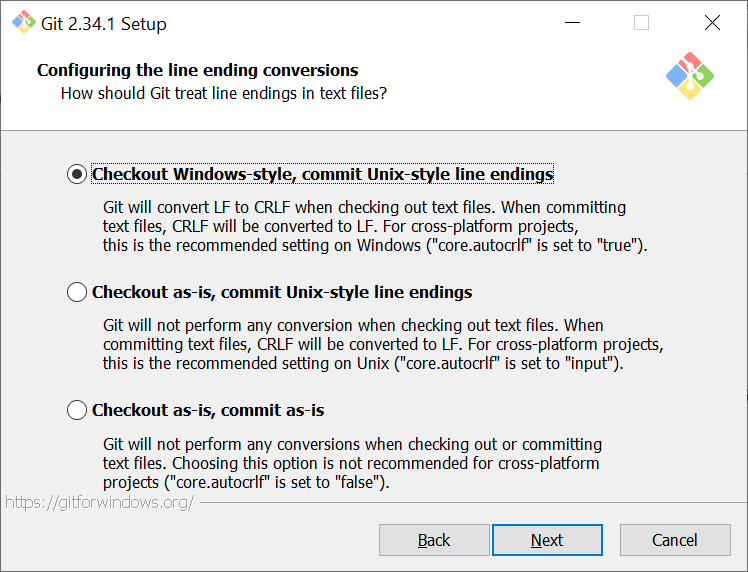 Git 2.34.1 Setup
Configuring the line ending conversions
How should Git treat line endings in text files?
Checkout Windows-style, commit Unix-style line endings
Git will convert LF to CRLF when checking out text files. When committing
text files, CRLF will be converted to LF. For cross-platform projects,
this is the recommended setting on Windows ("core.autocrlf" is set to "true").
Checkout as-is, commit Unix-style line endings
Git will not perform any conversion when checking out text files. When
committing text files, CRLF will be converted to LF. For cross-platform projects,
this is the recommended setting on Unix ("core.autocrlf" is set to "input").
Checkout as-is, commit as-is
Git will not perform any conversions when checking out or committing
text files. Choosing this option is not recommended for cross-platform
projects ("core.autocrlf" is set to "false").
https://gitforwindows.org/
Back Next Cancel